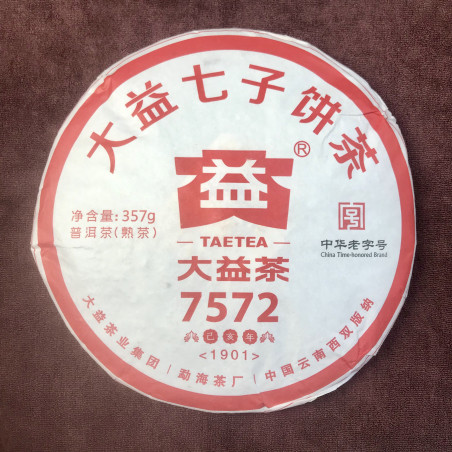 大益七子饼茶
益
®
净含量:357g
普洱茶(熟茶)
TAETEA
大益茶
7572
己亥年
<1901>
号
中华老字号
China Time-honored Brand
大益茶业集团|勐海茶厂|中国云南西双版纳